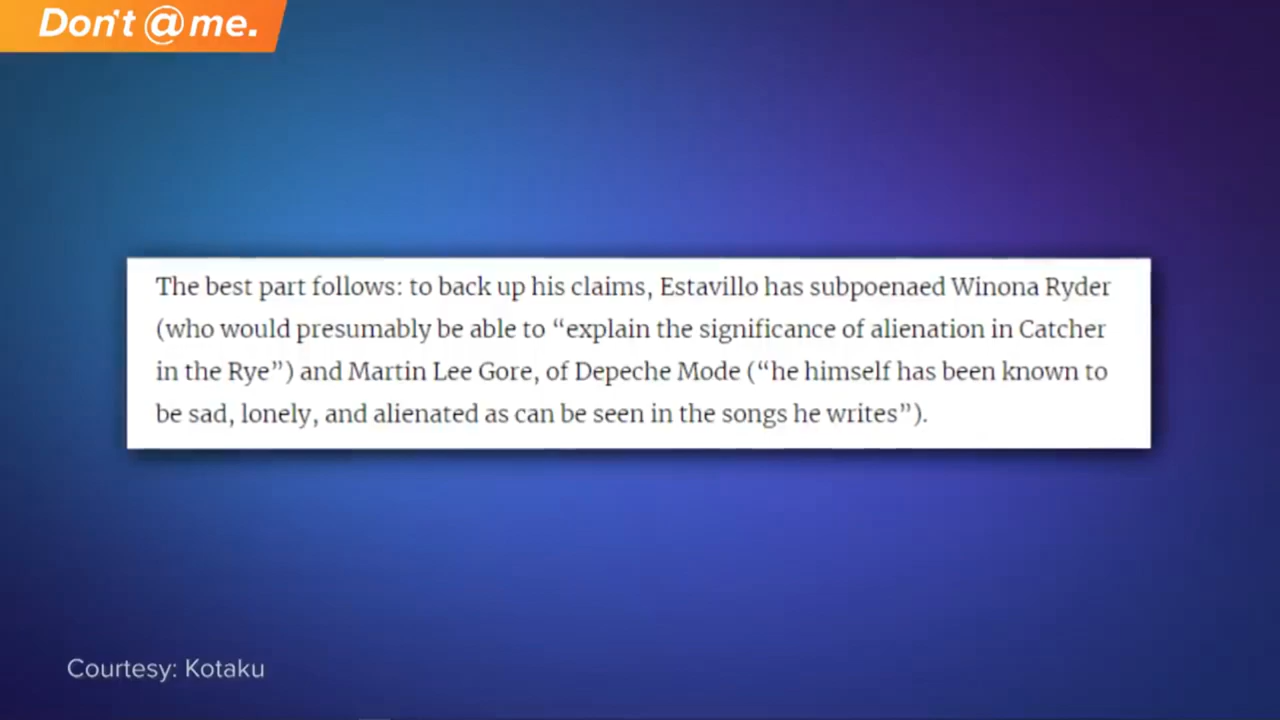 Don't @ me.
The best part follows: to back up his claims, Estavillo has subpoenaed Winona Ryder
(who would presumably be able to “explain the significance of alienation in Catcher
in the Rye”) and Martin Lee Gore, of Depeche Mode (“he himself has been known to
be sad, lonely, and alienated as can be seen in the songs he writes”).
Courtesy: Kotaku